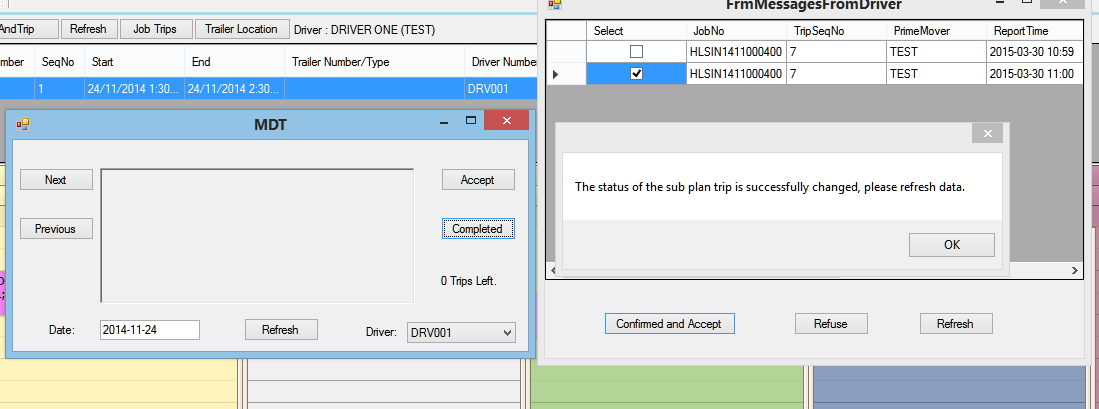 AndTrip Refresh Job Trips Trailer Location Driver : DRIVER ONE (TEST)
mber SeqNo Start End Trailer Number/Type Driver Number
1 24/11/2014 1:30... 24/11/2014 2:30... DRV001
MDT
Next
Previous
Accept
Completed
0 Trips Left.
Date: 2014-11-24 Refresh Driver: DRV001
FrmMessagesFromDriver
Select JobNo TripSeqNo PrimeMover ReportTime
HLSIN1411000400 7 TEST 2015-03-30 10:59
HLSIN1411000400 7 TEST 2015-03-30 11:00
The status of the sub plan trip is successfully changed, please refresh data.
OK
Confirmed and Accept Refuse Refresh